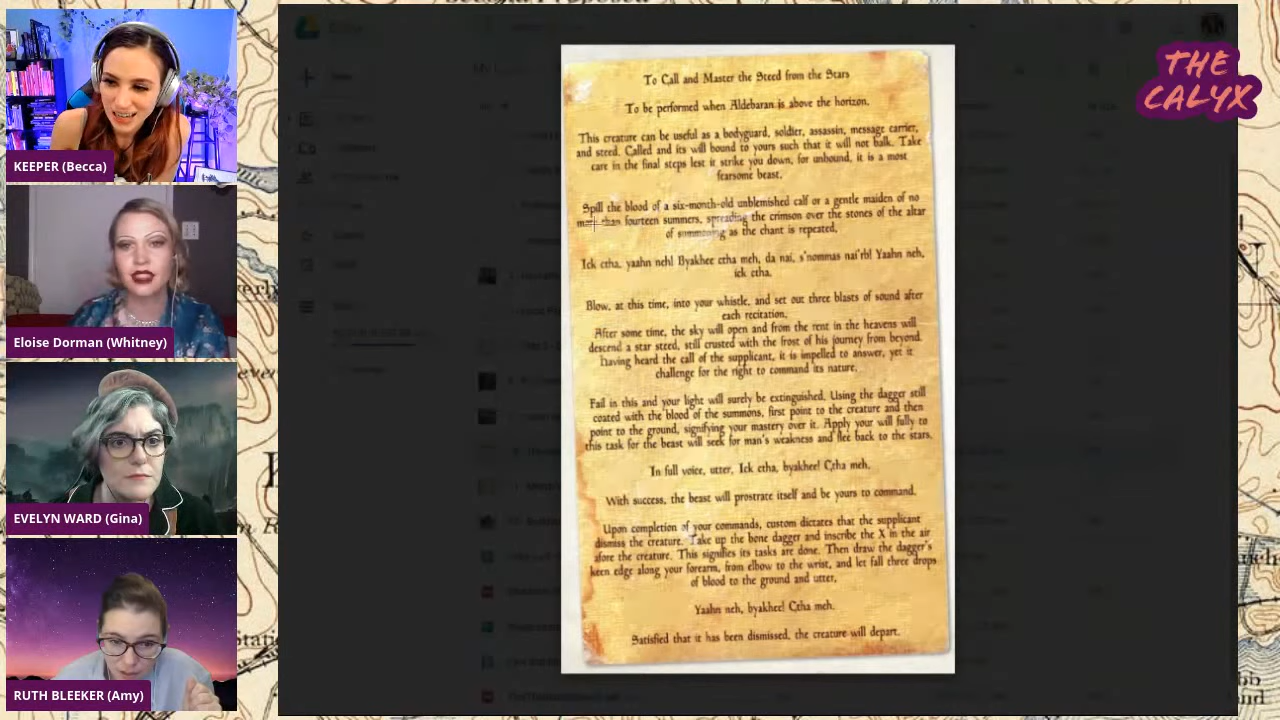 THE
CALYX
KEEPER (Becca)
Eloise Dorman (Whitney)
EVELYN WARD (Gina)
RUTH BLEEKER (Amy)
To Call and Master the Steed from the Stars
To be performed when Aldebaran is above the horizon.
This creature can be useful as a bodyguard, soldier, assassin, message carrier,
and steed. Called and its will bound to yours such that it will not balk. Take
care in the final steps lest it strike you down, for unbound, it is a most
fearsome beast.
Spill the blood of a six-month-old unblemished calf or a gentle maiden of no
more than fourteen summers, spreading the crimson over the stones of the altar
of summoning as the chant is repeated,
Ick ctha, yaahn neh! Byakhee ctha meh, da nai, s'nommas nai'rb! Yaahn neh,
ick ctha.
Blow, at this time, into your whistle, and set out three blasts of sound after
each recitation.
After some time, the sky will open and from the rent in the heavens will
descend a star steed, still crusted with the frost of his journey from beyond.
Having heard the call of the supplicant, it is impelled to answer, yet it
challenge for the right to command its nature.
Fail in this and your light will surely be extinguished. Using the dagger still
coated with the blood of the summons, first point to the creature and then
point to the ground, signifying your mastery over it. Apply your will fully to
this task for the beast will seek for man's weakness and flee back to the stars.
In full voice, utter, Ick ctha, byakhee! Ctha meh.
With success, the beast will prostrate itself and be yours to command.
Upon completion of your commands, custom dictates that the supplicant
dismiss the creature. Take up the bone dagger and inscribe the X in the air
afore the creature. This signifies its tasks are done. Then draw the dagger's
keen edge along your forearm, from elbow to the wrist, and let fall three drops
of blood to the ground and utter,
Yaahn neh, byakhee! Ctha meh.
Satisfied that it has been dismissed, the creature will depart.